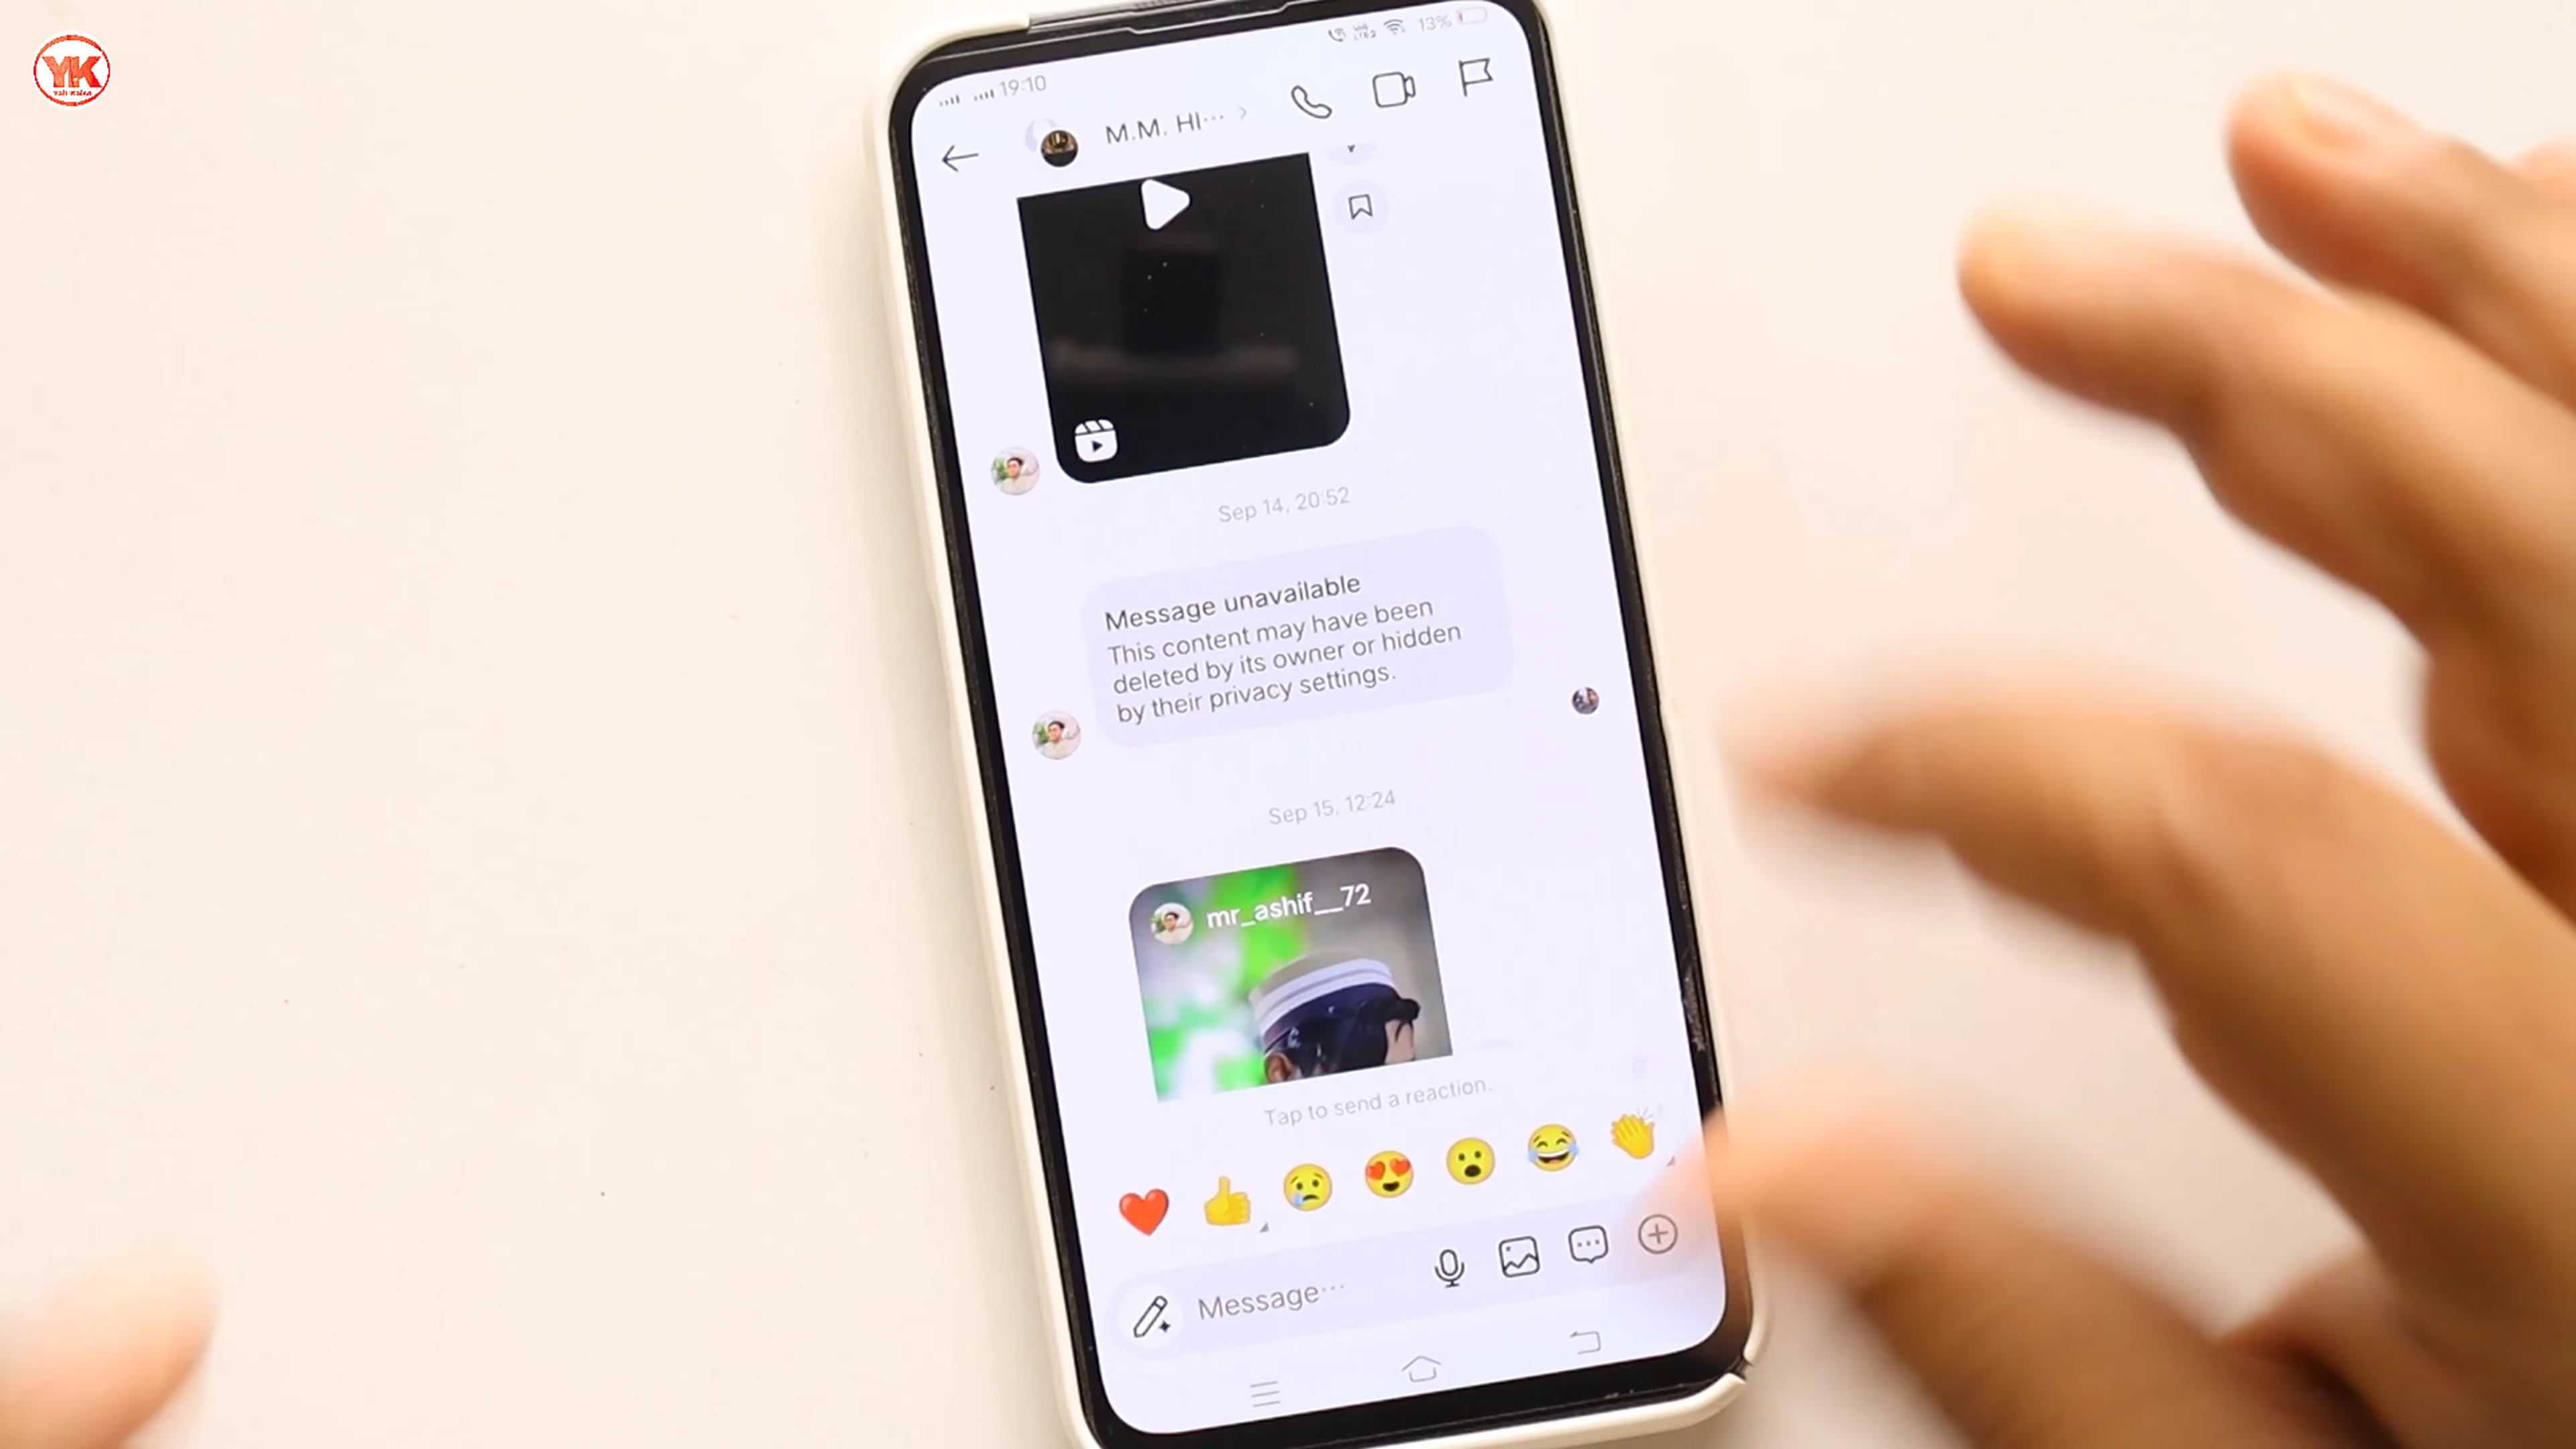 YK
19:10
13%
M.M. HI...
Sep 14, 20:52
Message unavailable
This content may have been
deleted by its owner or hidden
by their privacy settings.
Sep 15, 12:24
mr_ashif__72
Tap to send a reaction.
Message...